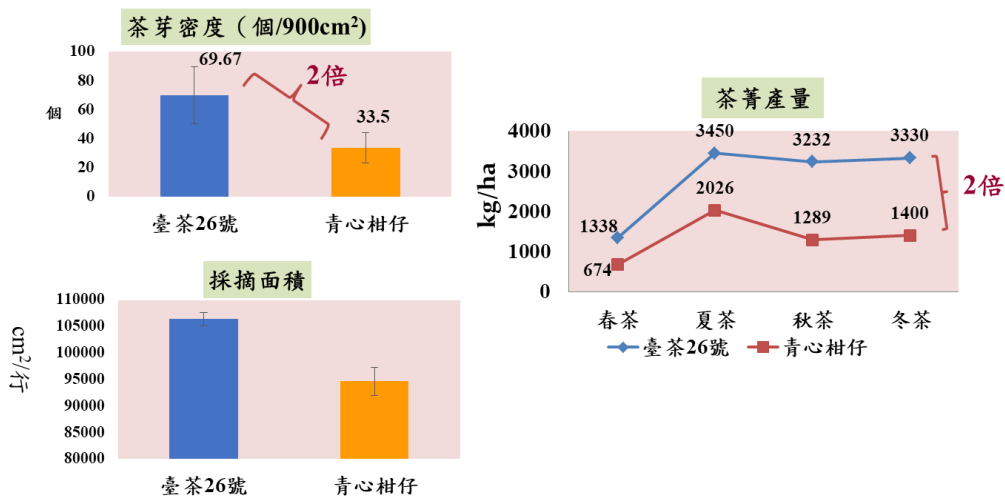 茶芽密度（個/900cm²)
100
80
60
40
20
0
個
69.67
2倍
33.5
臺茶26號
青心柑仔
採摘面積
110000
105000
100000
95000
90000
85000
80000
cm²/行
臺茶26號
青心柑仔
茶菁產量
4000
3000
2000
1000
0
kg/ha
3450
3232
3330
1338
2026
1289
1400
674
2倍
春茶
夏茶
秋茶
冬茶
臺茶26號
青心柑仔